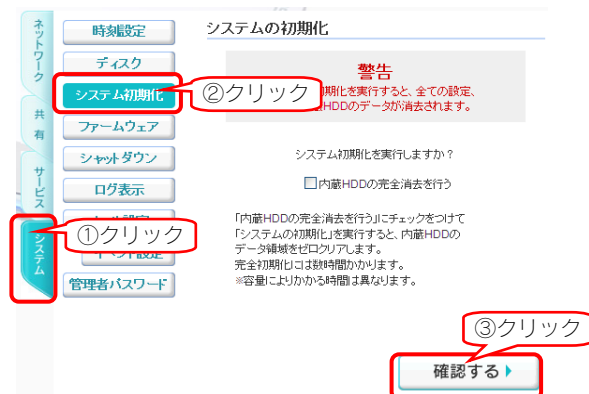 ネットワーク
共有
サービス
システム
時刻設定
ディスク
システム初期化
ファームウェア
シャットダウン
ログ表示
イベント設定
管理者パスワード
①クリック
②クリック
システムの初期化
警告
期化を実行すると、全ての設定、
HDDのデータが消去されます。
システム初期化を実行しますか？
内蔵HDDの完全消去を行う
「内蔵HDDの完全消去を行う」にチェックをつけて
「システムの初期化」を実行すると、内蔵HDDの
データ領域をゼロクリアします。
完全初期化には数時間かかります。
※容量によりかかる時間は異なります。
③クリック
確認する